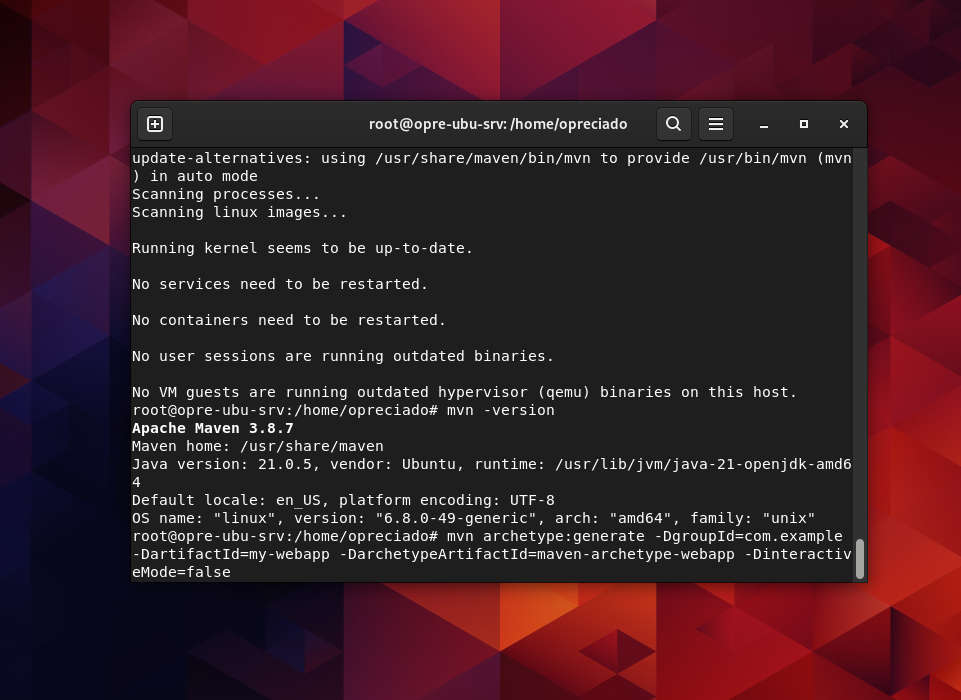 root@opre-ubu-srv: /home/opreciado
update-alternatives: using /usr/share/maven/bin/mvn to provide /usr/bin/mvn (mvn
) in auto mode
Scanning processes...
Scanning linux images...
Running kernel seems to be up-to-date.
No services need to be restarted.
No containers need to be restarted.
No user sessions are running outdated binaries.
No VM guests are running outdated hypervisor (qemu) binaries on this host.
root@opre-ubu-srv:/home/opreciado# mvn -version
Apache Maven 3.8.7
Maven home: /usr/share/maven
Java version: 21.0.5, vendor: Ubuntu, runtime: /usr/lib/jvm/java-21-openjdk-amd6
4
Default locale: en_US, platform encoding: UTF-8
OS name: "linux", version: "6.8.0-49-generic", arch: "amd64", family: "unix"
root@opre-ubu-srv:/home/opreciado# mvn archetype:generate -DgroupId=com.example
-DartifactId=my-webapp -DarchetypeArtifactId=maven-archetype-webapp -Dinteractiv
eMode=false